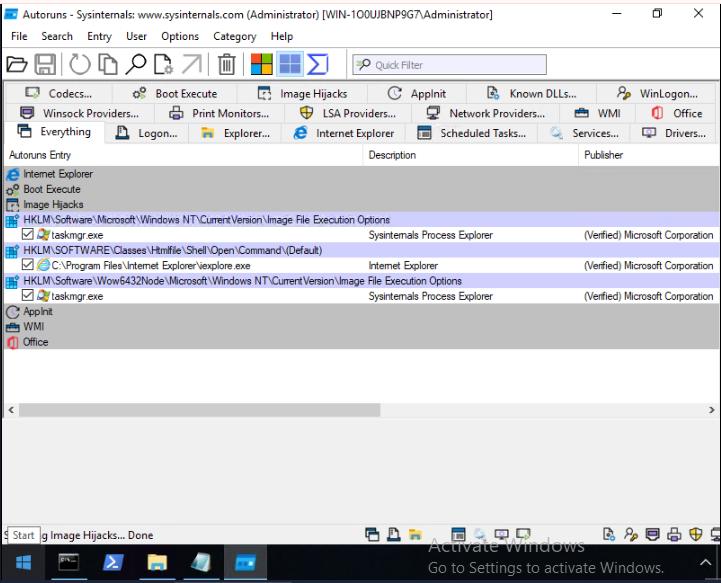 Autoruns - Sysinternals: www.sysinternals.com (Administrator) [WIN-1O0UJBNP9G7\Administrator]
File Search Entry User Options Category Help
Quick Filter
Codecs... Boot Execute Image Hijacks AppInit Known DLLs... WinLogon...
Winsock Providers... Print Monitors... LSA Providers... Network Providers... WMI Office
Everything Logon... Explorer... Internet Explorer Scheduled Tasks... Services... Drivers...
Autoruns Entry Description Publisher
Internet Explorer
Boot Execute
Image Hijacks
HKLM\Software\Microsoft\Windows NT\CurrentVersion\Image File Execution Options
taskmgr.exe Sysinternals Process Explorer (Verified) Microsoft Corporation
HKLM\SOFTWARE\Classes\Htmlfile\Shell\Open\Command\(Default)
C:\Program Files\Internet Explorer\iexplore.exe Internet Explorer (Verified) Microsoft Corporation
HKLM\Software\Wow6432Node\Microsoft\Windows NT\CurrentVersion\Image File Execution Options
taskmgr.exe Sysinternals Process Explorer (Verified) Microsoft Corporation
AppInit
WMI
Office
Start Image Hijacks... Done
Activate Windows
Go to Settings to activate Windows.